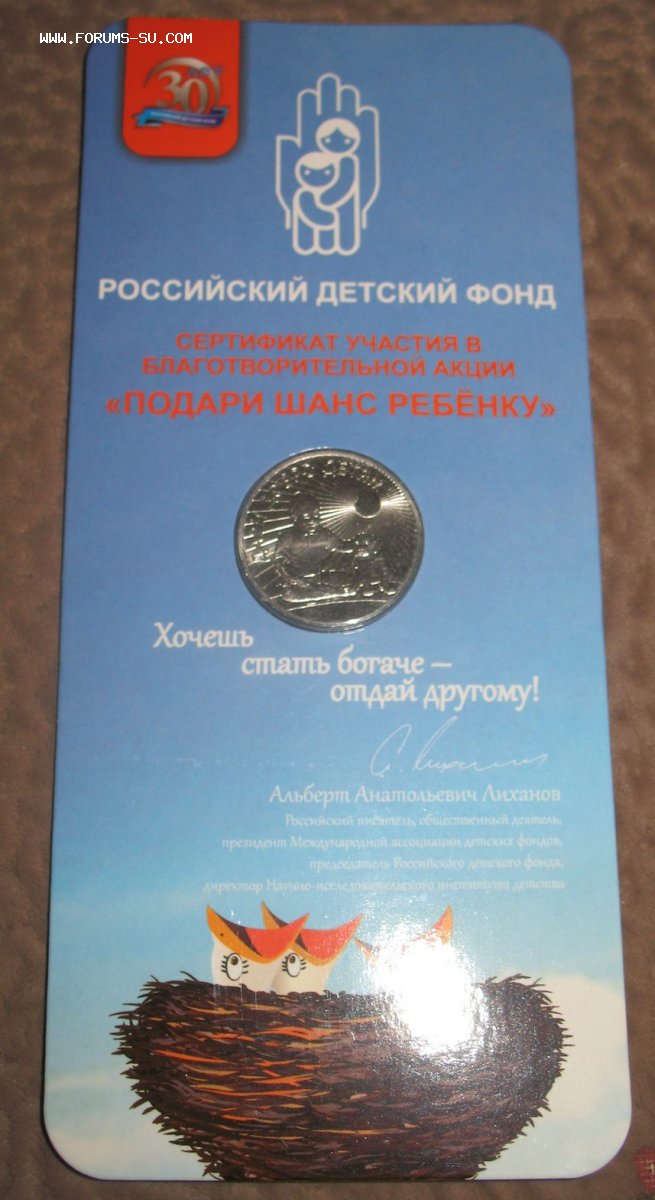 www.forums-su.com
30 ЛЕТ
РОССИЙСКИЙ ДЕТСКИЙ ФОНД
СЕРТИФИКАТ УЧАСТИЯ В
БЛАГОТВОРИТЕЛЬНОЙ АКЦИИ
«ПОДАРИ ШАНС РЕБЁНКУ»
ДЕТЯМ
Хочешь
стать богаче –
отдай другому!
Альберт Анатольевич Лиханов
Российский писатель, общественный деятель,
президент Международной ассоциации детских фондов,
председатель Российского детского фонда,
директор Научно-исследовательского института детства